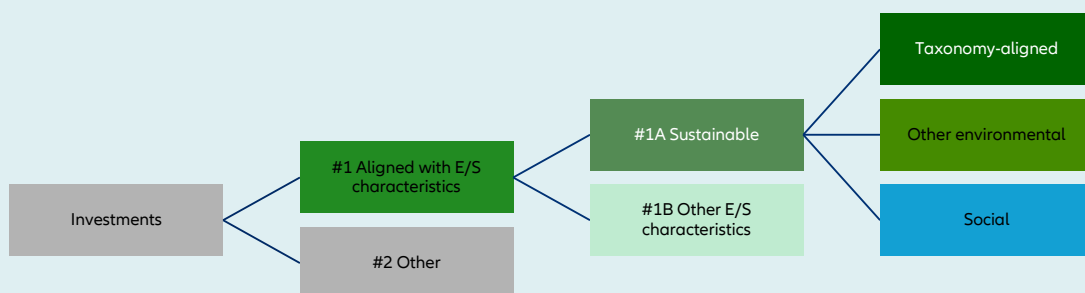 Investments
#1 Aligned with E/S
characteristics
#2 Other
#1A Sustainable
#1B Other E/S
characteristics
Taxonomy-aligned
Other environmental
Social